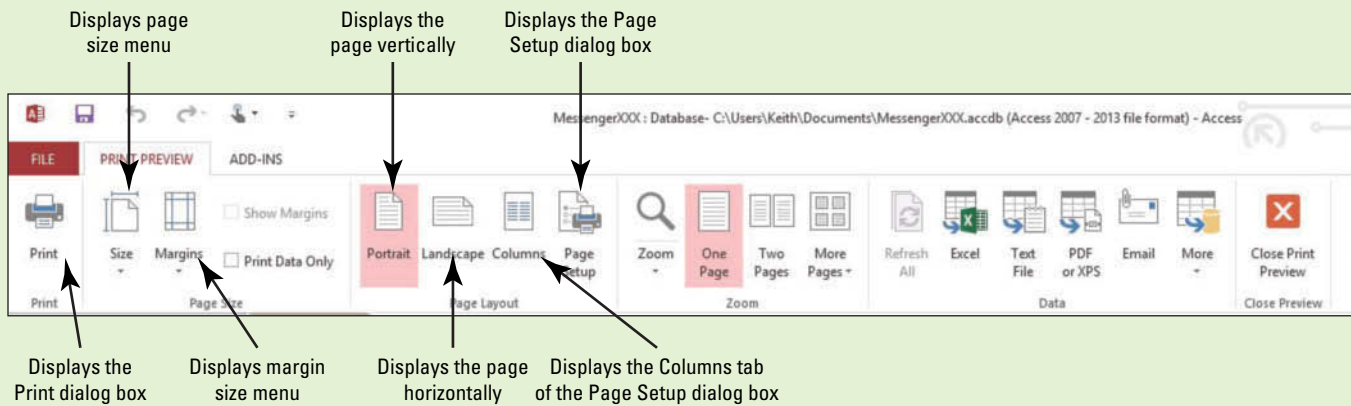 Displays page
size menu
Displays the
page vertically
Displays the Page
Setup dialog box
MessengerXXX : Database- C:\Users\Keith\Documents\MessengerXXX.accdb (Access 2007 - 2013 file format) - Access
FILE
PRINT PREVIEW
ADD-INS
Print
Size
Margins
Show Margins
Print Data Only
Portrait
Landscape
Columns
Page
Setup
Zoom
One
Page
Two
Pages
More
Pages
Refresh
All
Excel
Text
File
PDF
or XPS
Email
More
Close Print
Preview
Print
Page Size
Page Layout
Zoom
Data
Close Preview
Displays the
Print dialog box
Displays margin
size menu
Displays the page
horizontally
Displays the Columns tab
of the Page Setup dialog box